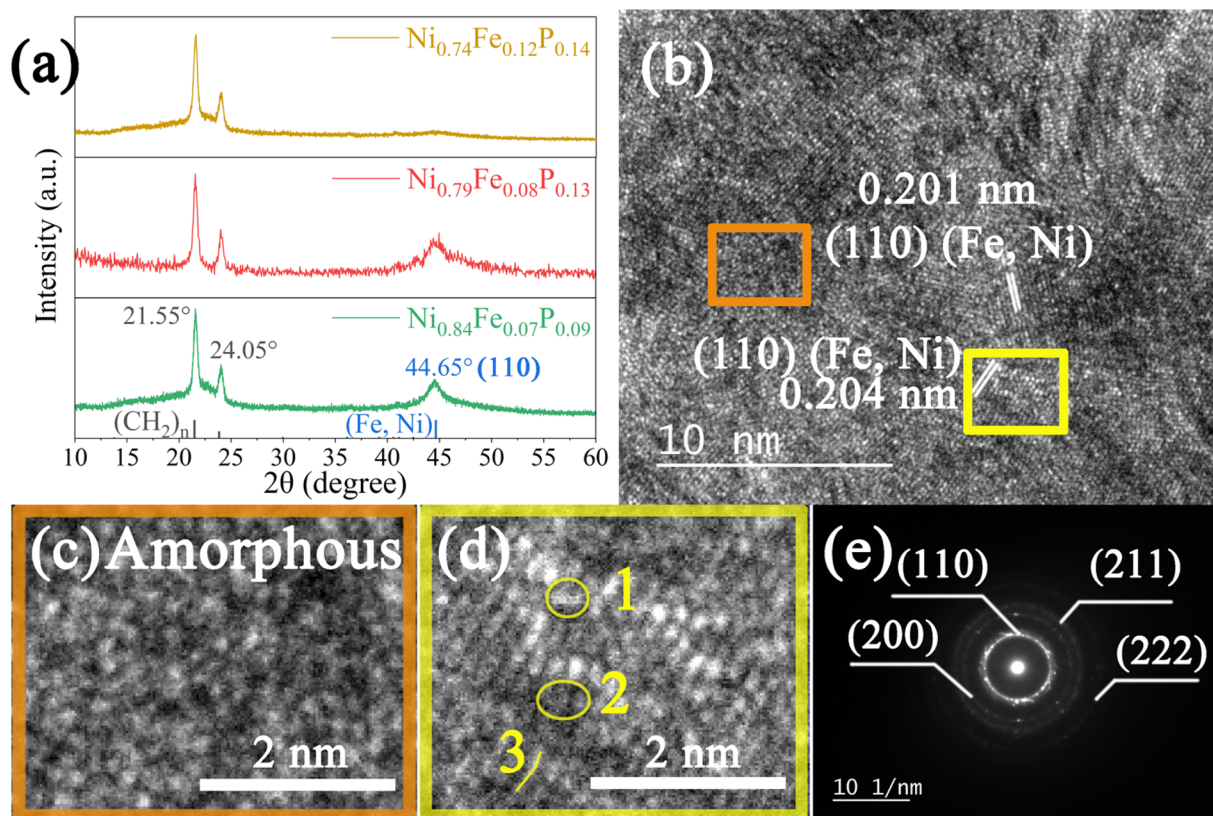 (a)
Ni0.74Fe0.12P0.14
Ni0.79Fe0.08P0.13
Ni0.84Fe0.07P0.09
21.55°
24.05°
44.65° (110)
(CH2)n
(Fe, Ni)
10 15 20 25 30 35 40 45 50 55 60
2θ (degree)
Intensity (a.u.)
(b)
0.201 nm
(110) (Fe, Ni)
(110) (Fe, Ni)
0.204 nm
10 nm
(c) Amorphous
2 nm
(d)
1
2
3
2 nm
(e)
(110)
(211)
(200)
(222)
10 1/nm